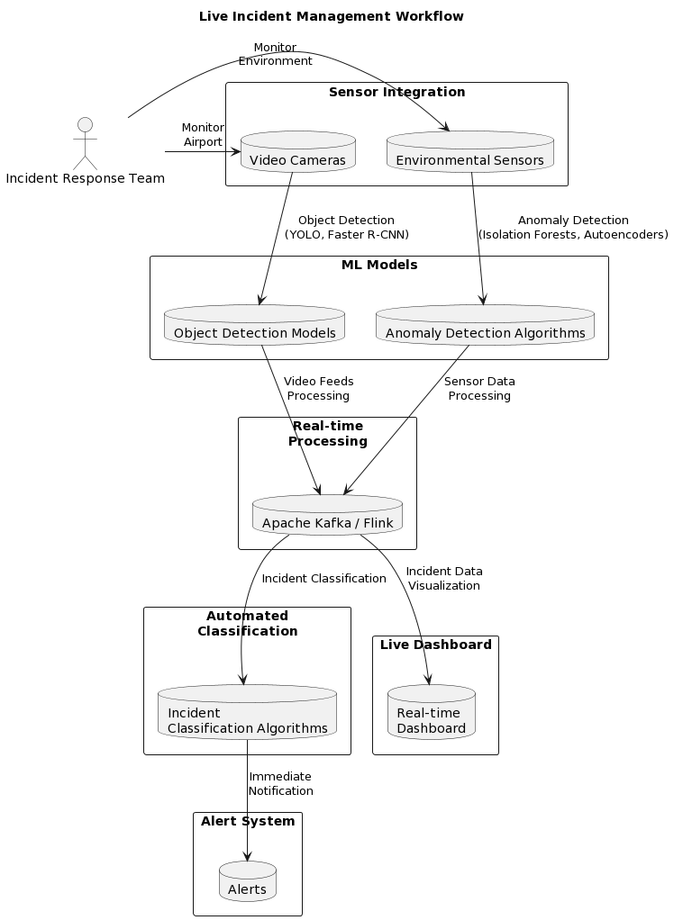 Live Incident Management Workflow
Monitor
Environment
Sensor Integration
Monitor
Airport
Video Cameras
Environmental Sensors
Incident Response Team
Object Detection
(YOLO, Faster R-CNN)
Anomaly Detection
(Isolation Forests, Autoencoders)
ML Models
Object Detection Models
Anomaly Detection Algorithms
Video Feeds
Processing
Sensor Data
Processing
Real-time
Processing
Apache Kafka / Flink
Incident Classification
Incident Data
Visualization
Automated
Classification
Live Dashboard
Incident
Classification Algorithms
Real-time
Dashboard
Immediate
Notification
Alert System
Alerts